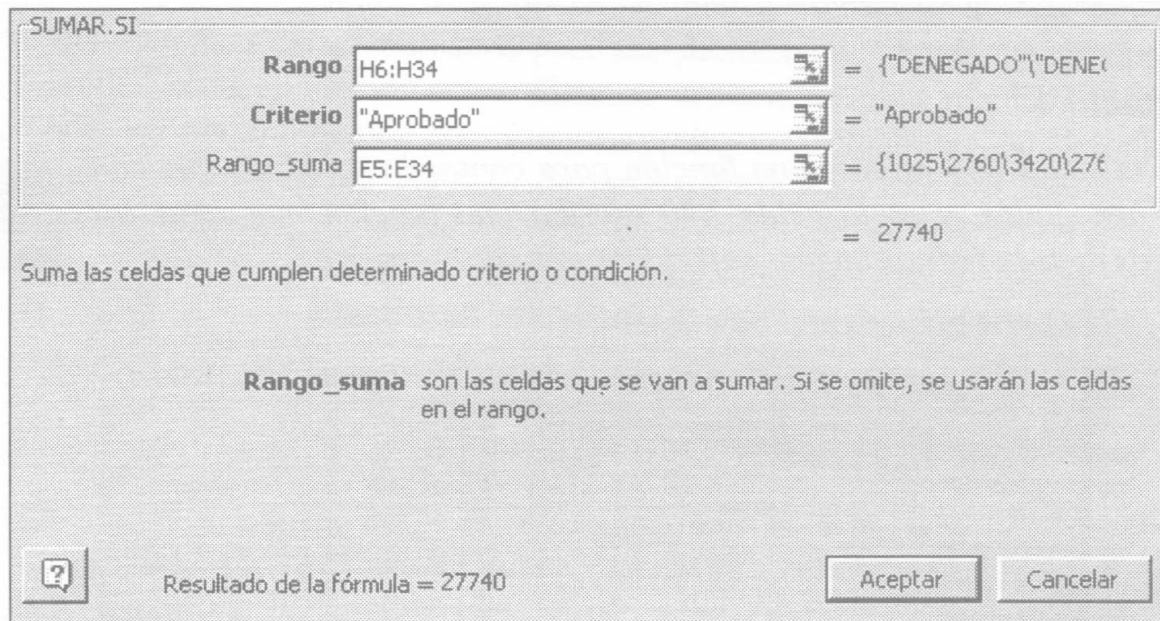 SUMAR.SI
Rango H6:H34 = {"DENEGADO"\"DENEC
Criterio "Aprobado" = "Aprobado"
Rango_suma E5:E34 = {1025\2760\3420\276
= 27740
Suma las celdas que cumplen determinado criterio o condición.
Rango_suma son las celdas que se van a sumar. Si se omite, se usarán las celdas
en el rango.
Resultado de la fórmula = 27740
Aceptar Cancelar